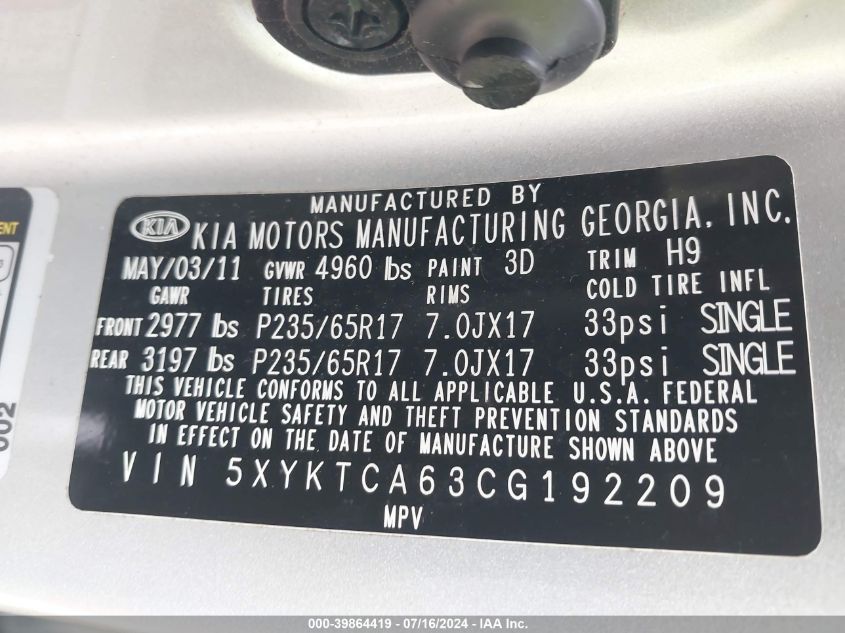 MANUFACTURED BY
KIA KIA MOTORS MANUFACTURING GEORGIA, INC.
MAY/03/11 GVWR 4960 lbs PAINT 3D TRIM H9
GAWR TIRES RIMS COLD TIRE INFL
FRONT 2977 lbs P235/65R17 7.0JX17 33psi SINGLE
REAR 3197 lbs P235/65R17 7.0JX17 33psi SINGLE
THIS VEHICLE CONFORMS TO ALL APPLICABLE U.S.A. FEDERAL
MOTOR VEHICLE SAFETY AND THEFT PREVENTION STANDARDS
IN EFFECT ON THE DATE OF MANUFACTURE SHOWN ABOVE
VIN 5XYKTCA63CG192209
MPV
002
000-39864419 - 07/16/2024 - IAA Inc.